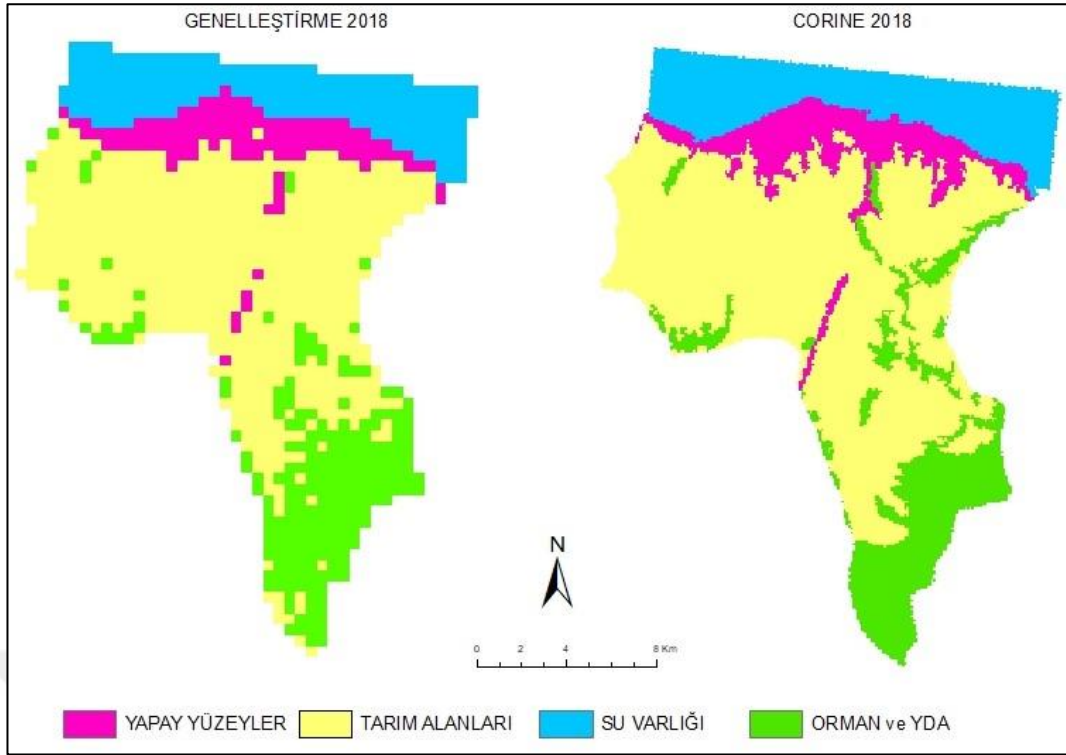 GENELLEŞTİRME 2018
CORINE 2018
N
0 2 4 8 Km
YAPAY YÜZEYLER
TARIM ALANLARI
SU VARLIĞI
ORMAN ve YDA